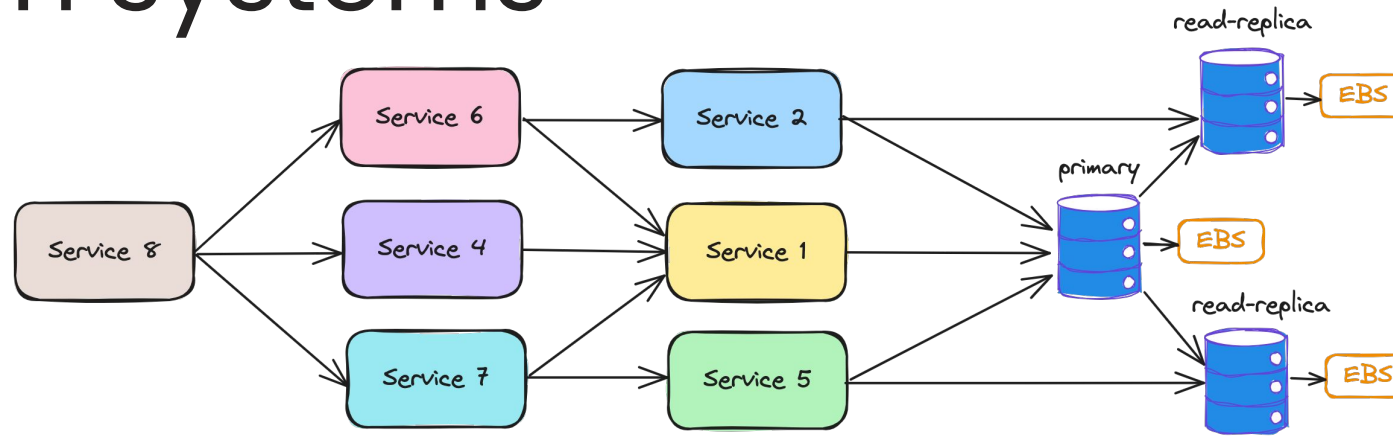 n systems
read-replica
EBS
Service 6
Service 2
primary
Service 8
Service 4
Service 1
EBS
read-replica
Service 7
Service 5
EBS